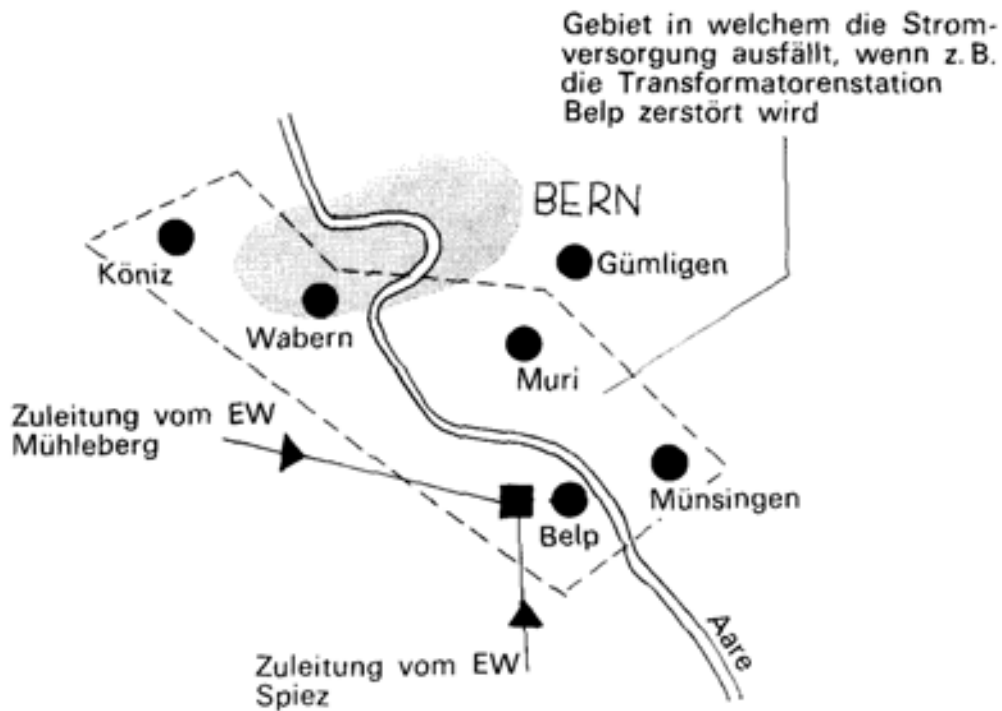 Gebiet in welchem die Strom-
versorgung ausfällt, wenn z. B.
die Transformatorenstation
Belp zerstört wird
BERN
Köniz
Gümligen
Wabern
Muri
Zuleitung vom EW
Mühleberg
Münsingen
Belp
Aare
Zuleitung vom EW
Spiez